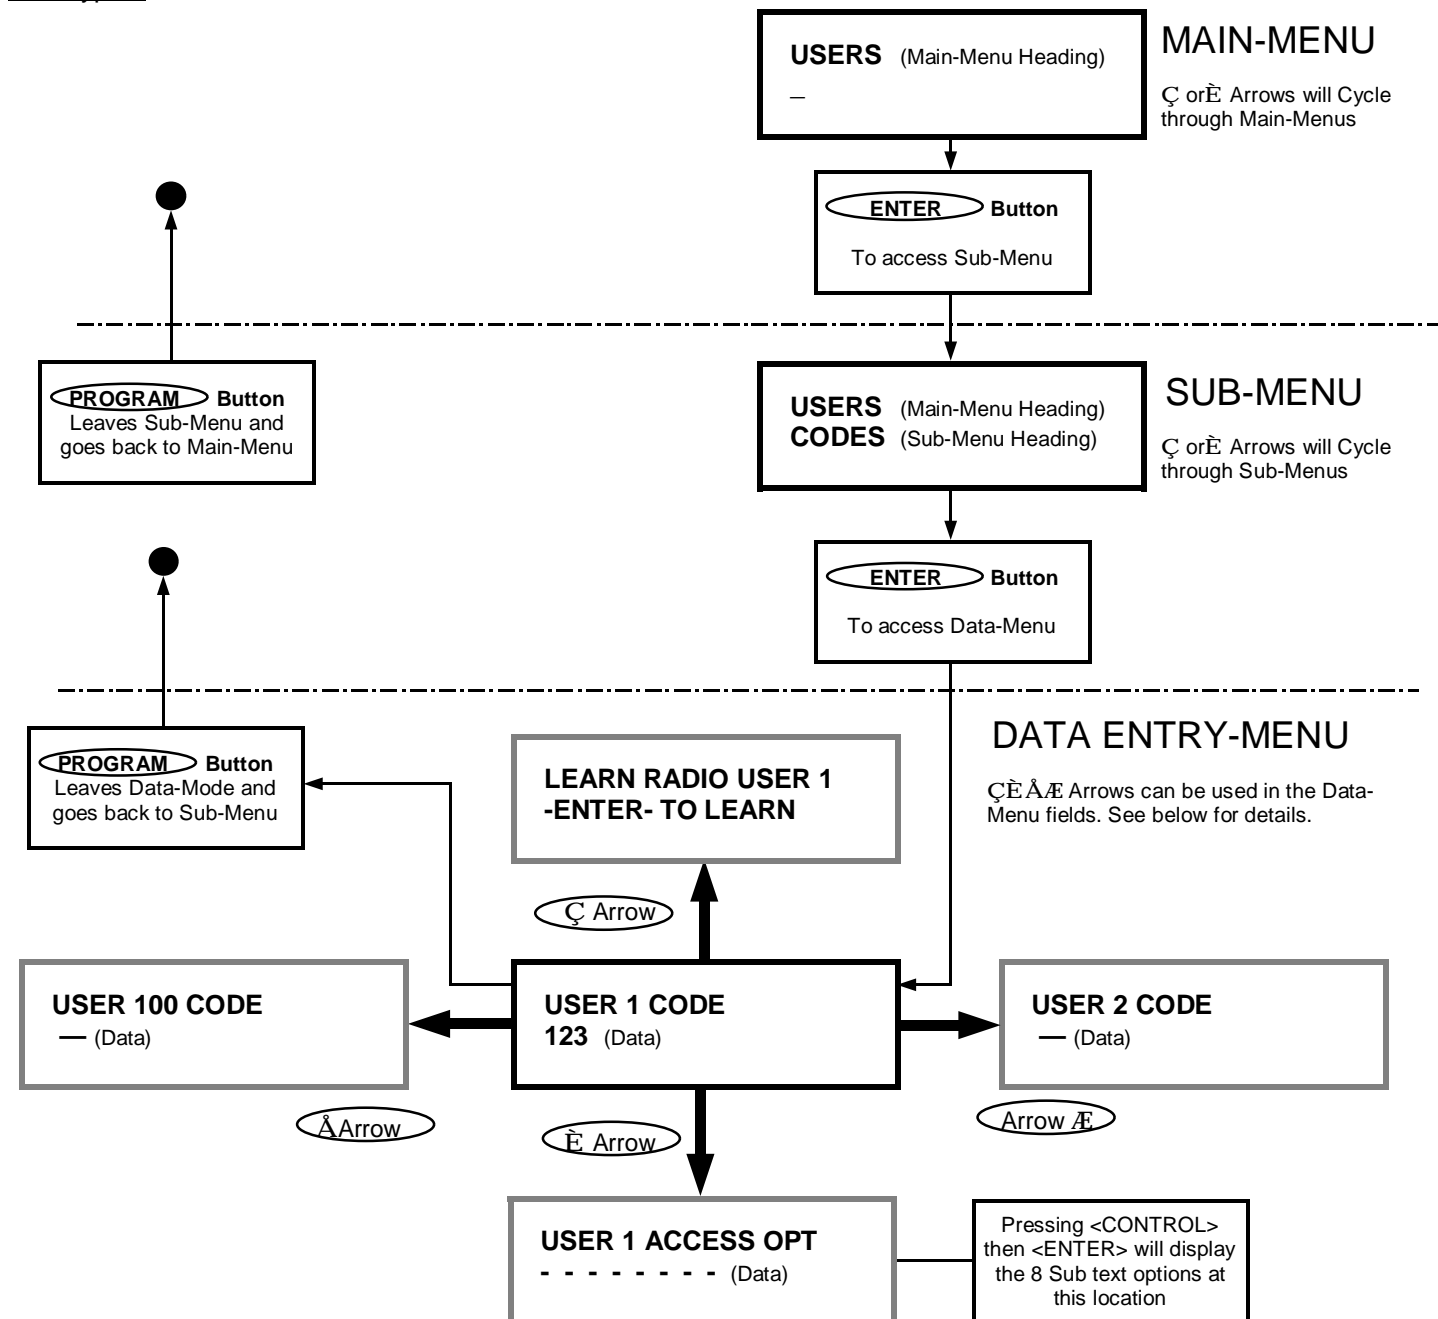 USERS (Main-Menu Heading)
–
MAIN-MENU
Ç orÈ Arrows will Cycle
through Main-Menus
ENTER Button
To access Sub-Menu
PROGRAM Button
Leaves Sub-Menu and
goes back to Main-Menu
USERS (Main-Menu Heading)
CODES (Sub-Menu Heading)
SUB-MENU
Ç orÈ Arrows will Cycle
through Sub-Menus
ENTER Button
To access Data-Menu
PROGRAM Button
Leaves Data-Mode and
goes back to Sub-Menu
LEARN RADIO USER 1
-ENTER- TO LEARN
DATA ENTRY-MENU
ÇÈÅÆ Arrows can be used in the Data-
Menu fields. See below for details.
Ç Arrow
USER 100 CODE
— (Data)
USER 1 CODE
123 (Data)
USER 2 CODE
— (Data)
ÅArrow
È Arrow
Arrow Æ
USER 1 ACCESS OPT
- - - - - - - - (Data)
Pressing <CONTROL>
then <ENTER> will display
the 8 Sub text options at
this location